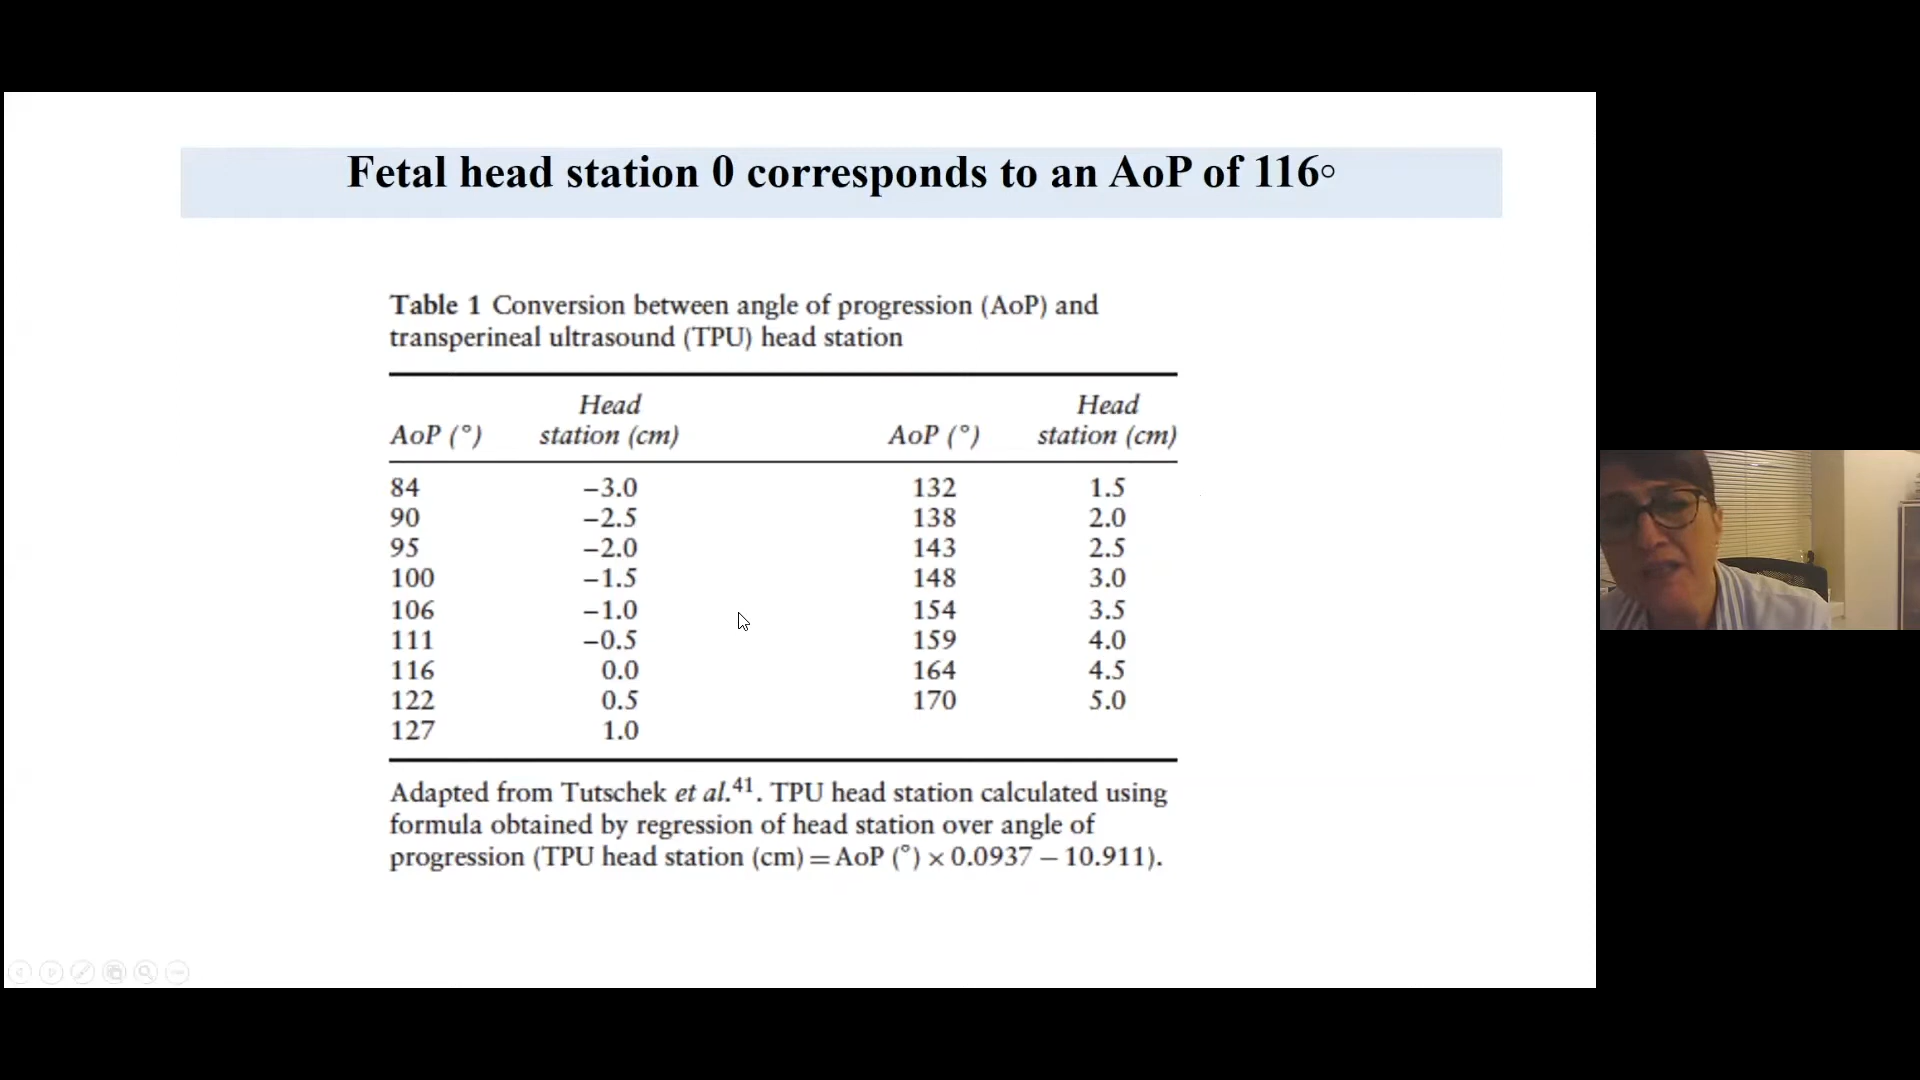 Fetal head station 0 corresponds to an AoP of 116°
Table 1 Conversion between angle of progression (AoP) and
transperineal ultrasound (TPU) head station
Head Head
AoP (°) station (cm) AoP (°) station (cm)
84 −3.0 132 1.5
90 −2.5 138 2.0
95 −2.0 143 2.5
100 −1.5 148 3.0
106 −1.0 154 3.5
111 −0.5 159 4.0
116 0.0 164 4.5
122 0.5 170 5.0
127 1.0
Adapted from Tutschek et al.41. TPU head station calculated using
formula obtained by regression of head station over angle of
progression (TPU head station (cm) = AoP (°) × 0.0937 – 10.911).